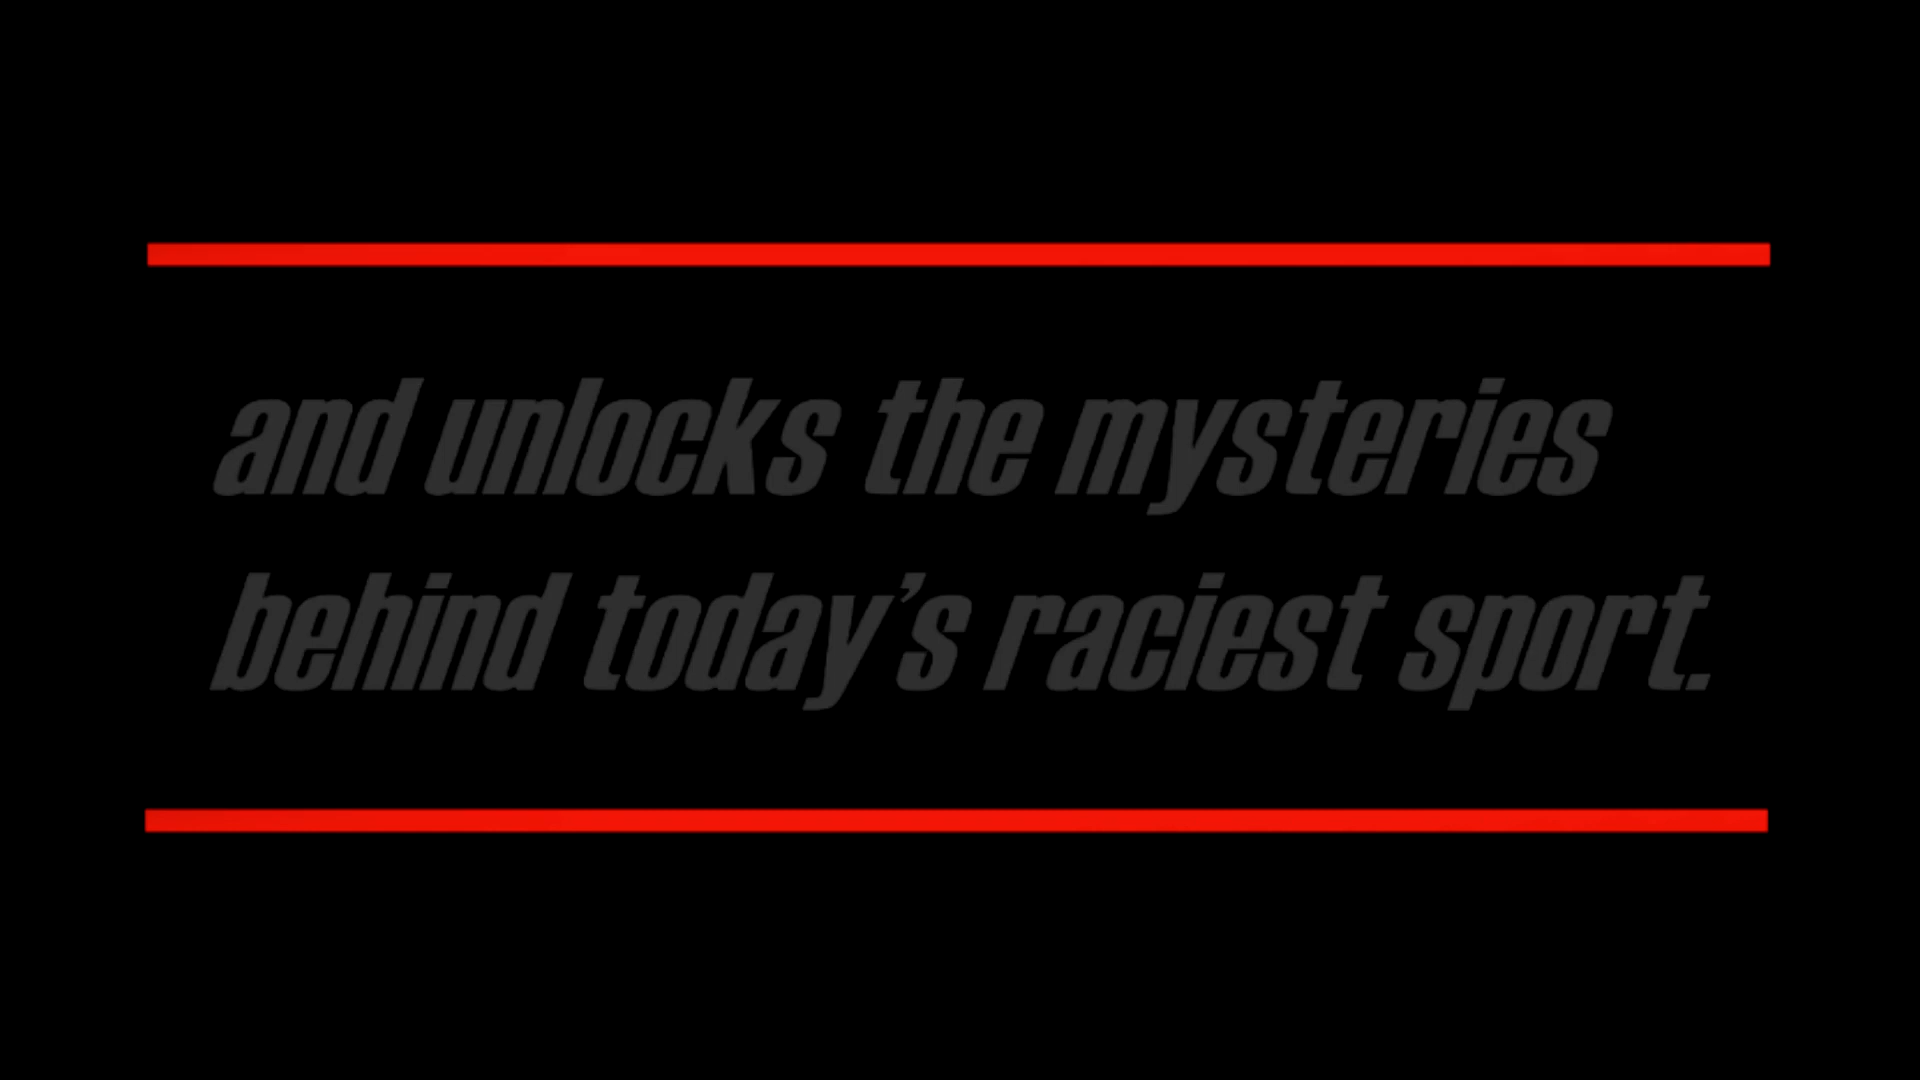 and unlocks the mysteries
behind today’s raciest sport.